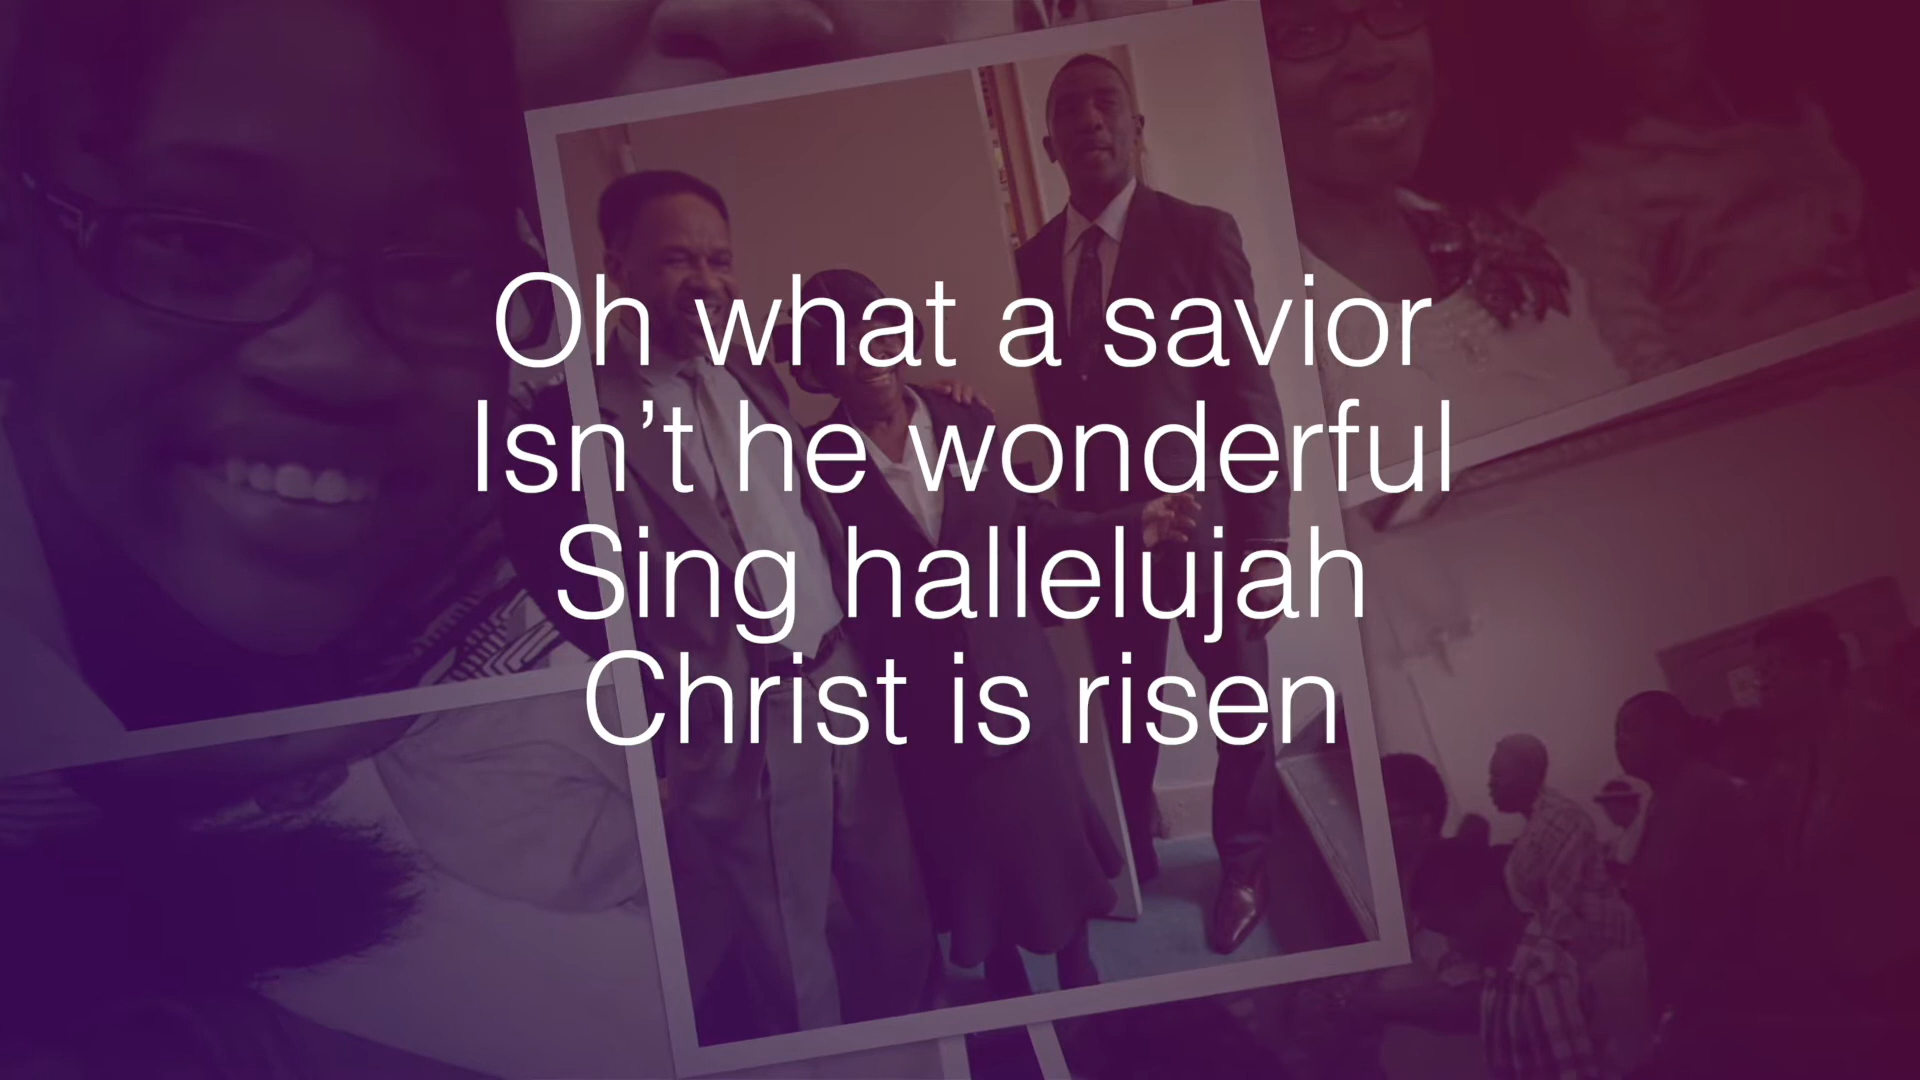 Oh what a savior
Isn't he wonderful
Sing hallelujah
Christ is risen